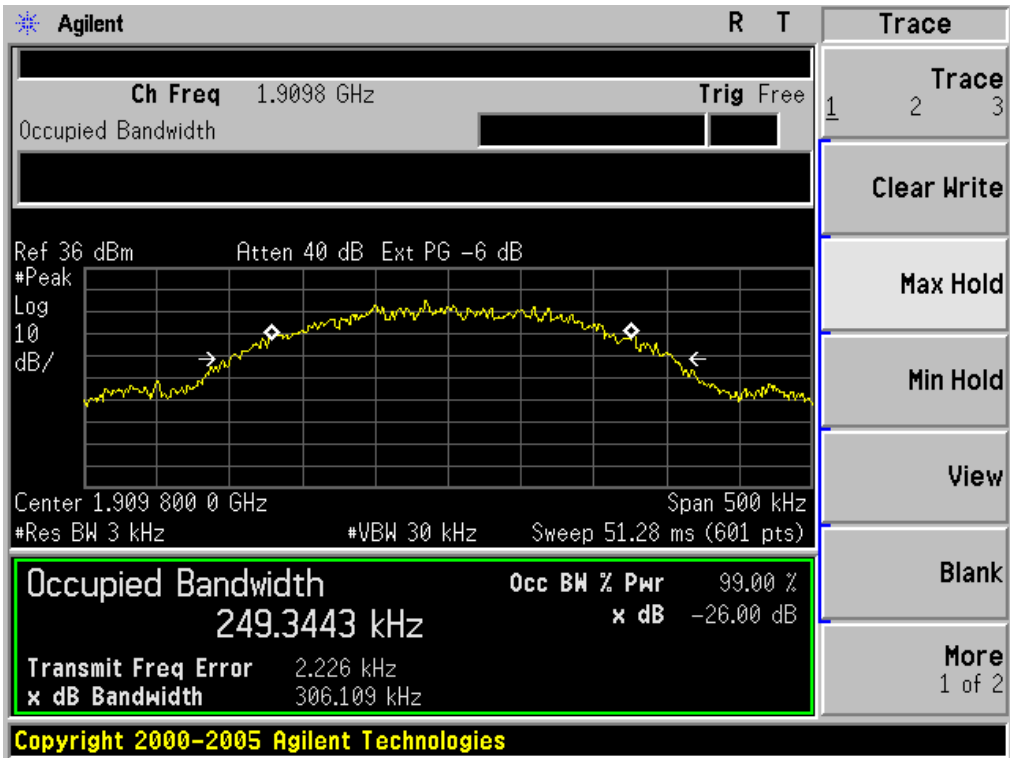 Agilent R T
Ch Freq 1.9098 GHz Trig Free
Occupied Bandwidth
Ref 36 dBm Atten 40 dB Ext PG -6 dB
#Peak
Log
10
dB/
Center 1.909 800 0 GHz Span 500 kHz
#Res BW 3 kHz #VBW 30 kHz Sweep 51.28 ms (601 pts)
Occupied Bandwidth Occ BW % Pwr 99.00 %
249.3443 kHz x dB -26.00 dB
Transmit Freq Error 2.226 kHz
x dB Bandwidth 306.109 kHz
Copyright 2000-2005 Agilent Technologies
Trace
Trace
1 2 3
Clear Write
Max Hold
Min Hold
View
Blank
More
1 of 2